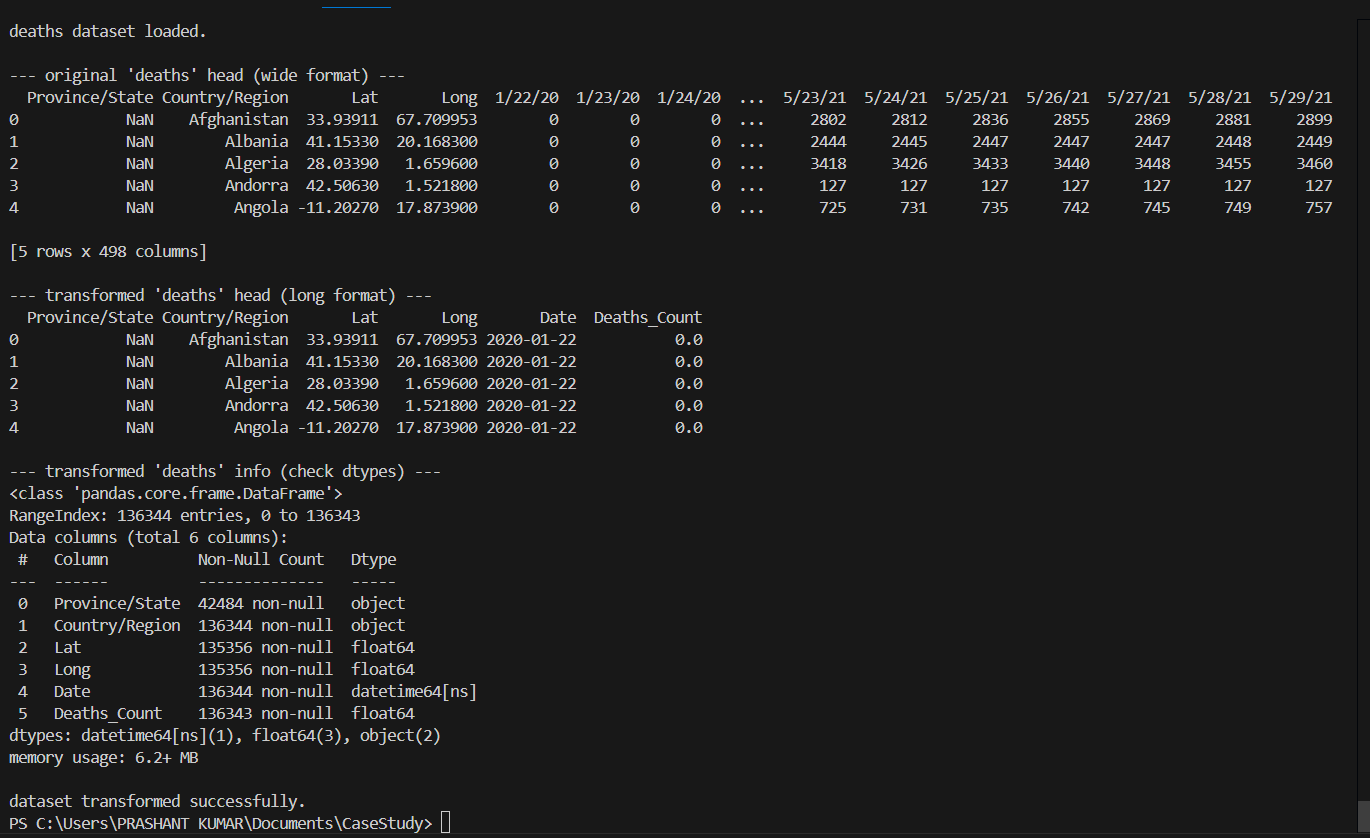 deaths dataset loaded.
--- original 'deaths' head (wide format) ---
  Province/State Country/Region       Lat       Long  1/22/20  1/23/20  1/24/20  ...  5/23/21  5/24/21  5/25/21  5/26/21  5/27/21  5/28/21  5/29/21
0            NaN    Afghanistan  33.93911  67.709953        0        0        0  ...     2802     2812     2836     2855     2869     2881     2899
1            NaN        Albania  41.15330  20.168300        0        0        0  ...     2444     2445     2447     2447     2447     2448     2449
2            NaN        Algeria  28.03390   1.659600        0        0        0  ...     3418     3426     3433     3440     3448     3455     3460
3            NaN        Andorra  42.50630   1.521800        0        0        0  ...      127      127      127      127      127      127      127
4            NaN         Angola -11.20270  17.873900        0        0        0  ...      725      731      735      742      745      749      757
[5 rows x 498 columns]
--- transformed 'deaths' head (long format) ---
  Province/State Country/Region       Lat       Long       Date  Deaths_Count
0            NaN    Afghanistan  33.93911  67.709953 2020-01-22           0.0
1            NaN        Albania  41.15330  20.168300 2020-01-22           0.0
2            NaN        Algeria  28.03390   1.659600 2020-01-22           0.0
3            NaN        Andorra  42.50630   1.521800 2020-01-22           0.0
4            NaN         Angola -11.20270  17.873900 2020-01-22           0.0
--- transformed 'deaths' info (check dtypes) ---
<class 'pandas.core.frame.DataFrame'>
RangeIndex: 136344 entries, 0 to 136343
Data columns (total 6 columns):
 #   Column          Non-Null Count   Dtype
---  ------          --------------   -----
 0   Province/State  42484 non-null   object
 1   Country/Region  136344 non-null  object
 2   Lat             135356 non-null  float64
 3   Long            135356 non-null  float64
 4   Date            136344 non-null  datetime64[ns]
 5   Deaths_Count    136343 non-null  float64
dtypes: datetime64[ns](1), float64(3), object(2)
memory usage: 6.2+ MB
dataset transformed successfully.
PS C:\Users\PRASHANT KUMAR\Documents\CaseStudy>